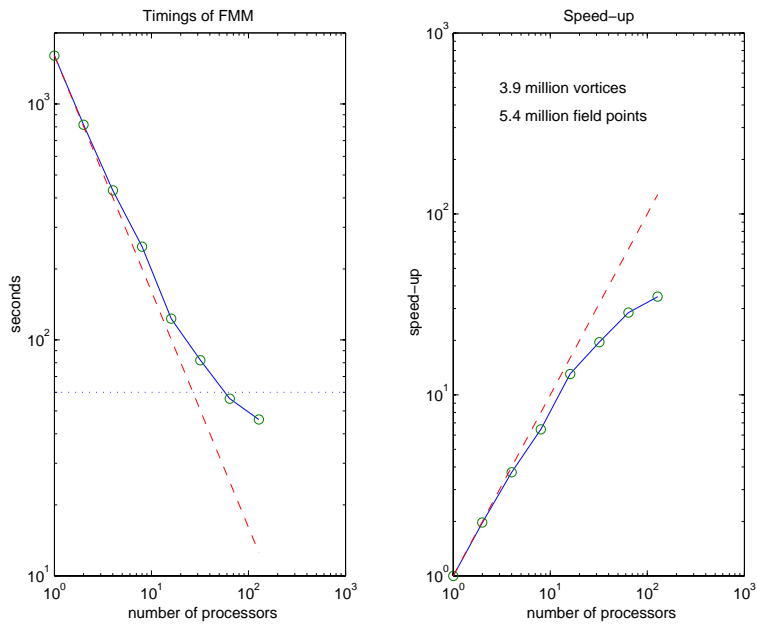 Timings of FMM
seconds
10^3
10^2
10^1
10^0
10^1
10^2
10^3
number of processors
Speed-up
3.9 million vortices
5.4 million field points
speed-up
10^3
10^2
10^1
10^0
10^0
10^1
10^2
10^3
number of processors